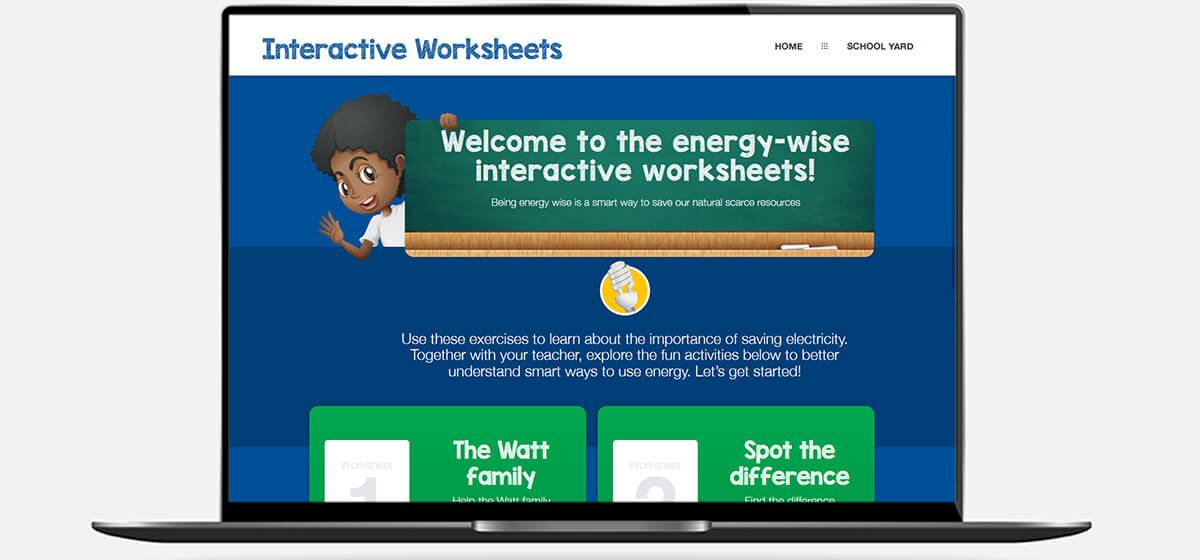 Interactive Worksheets
HOME
SCHOOL YARD
Welcome to the energy-wise
interactive worksheets!
Being energy wise is a smart way to save our natural scarce resources
Use these exercises to learn about the importance of saving electricity.
Together with your teacher, explore the fun activities below to better
understand smart ways to use energy. Let's get started!
Worksheet
1
The Watt
family
Help the Watt family
Worksheet
2
Spot the
difference
Find the difference